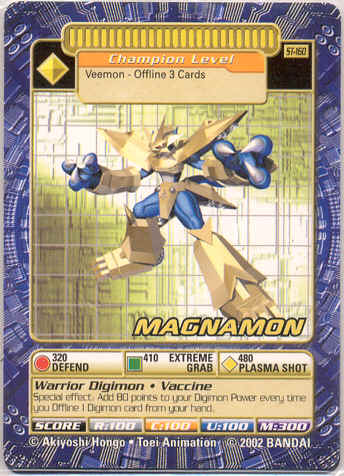 Champion Level
St-160
Veemon - Offline 3 Cards
MAGNAMON
320 DEFEND
410 EXTREME GRAB
480 PLASMA SHOT
Warrior Digimon • Vaccine
Special effect: Add 80 points to your Digimon Power every time
you Offline 1 Digimon card from your hand.
SCORE R:100 C:100 U:100 M:300
© Akiyoshi Hongo • Toei Animation © 2002 BANDAI